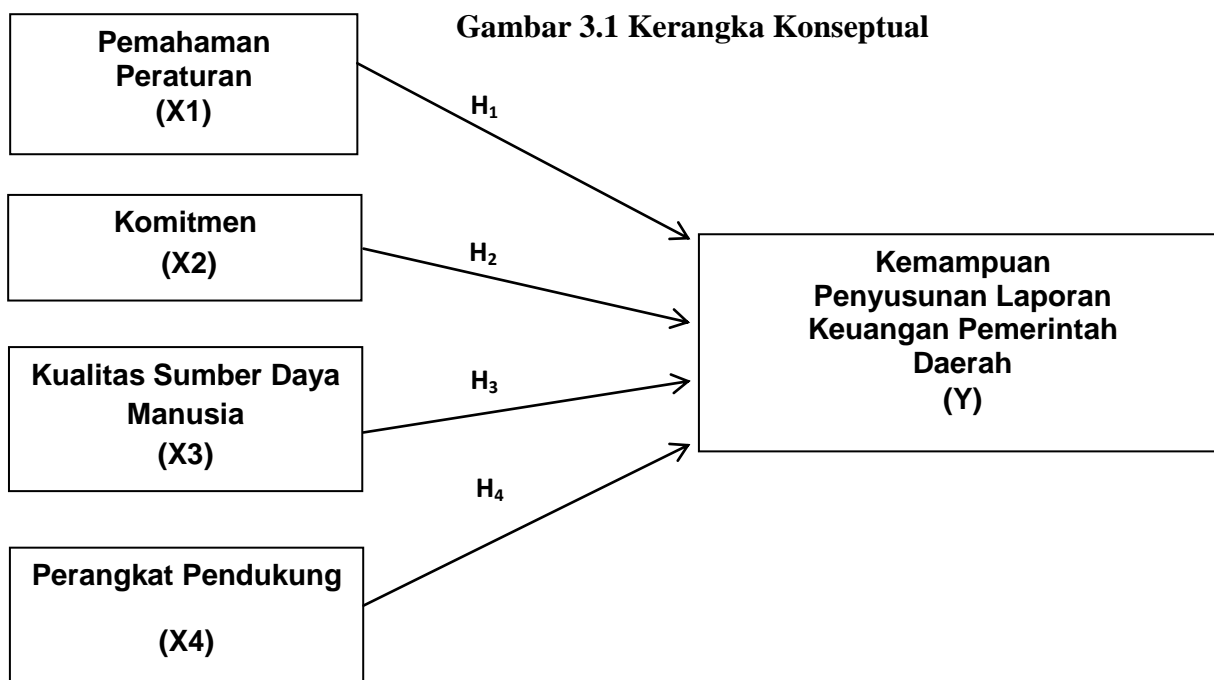 Gambar 3.1 Kerangka Konseptual
Pemahaman
Peraturan
(X1)
H₁
Komitmen
(X2)
H₂
Kualitas Sumber Daya
Manusia
(X3)
H₃
Perangkat Pendukung
(X4)
H₄
Kemampuan
Penyusunan Laporan
Keuangan Pemerintah
Daerah
(Y)